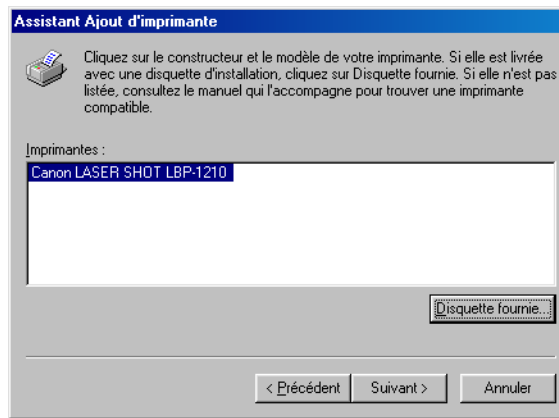 Assistant Ajout d'imprimante
Cliquez sur le constructeur et le modèle de votre imprimante. Si elle est livrée
avec une disquette d'installation, cliquez sur Disquette fournie. Si elle n'est pas
listée, consultez le manuel qui l'accompagne pour trouver une imprimante
compatible.
Imprimantes :
Canon LASER SHOT LBP-1210
Disquette fournie...
< Précédent
Suivant >
Annuler